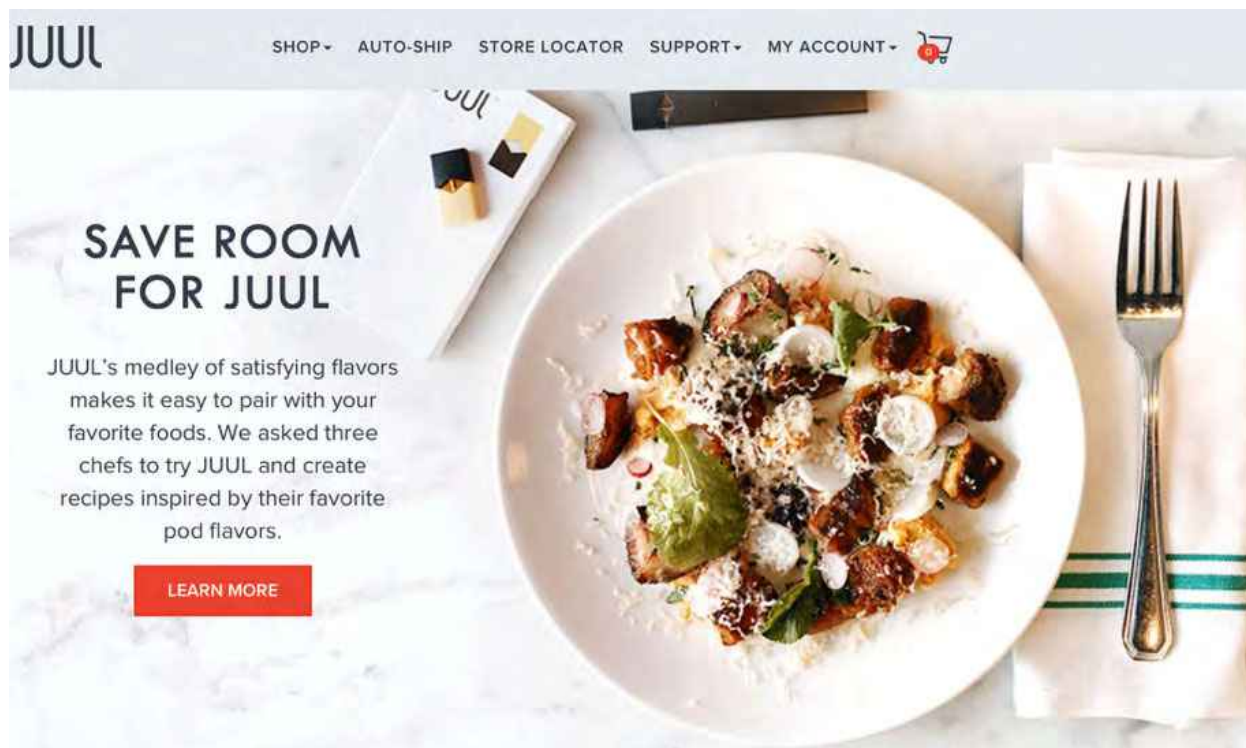 JUUL
SHOP AUTO-SHIP STORE LOCATOR SUPPORT MY ACCOUNT 0
JUUL
SAVE ROOM
FOR JUUL
JUUL's medley of satisfying flavors
makes it easy to pair with your
favorite foods. We asked three
chefs to try JUUL and create
recipes inspired by their favorite
pod flavors.
LEARN MORE